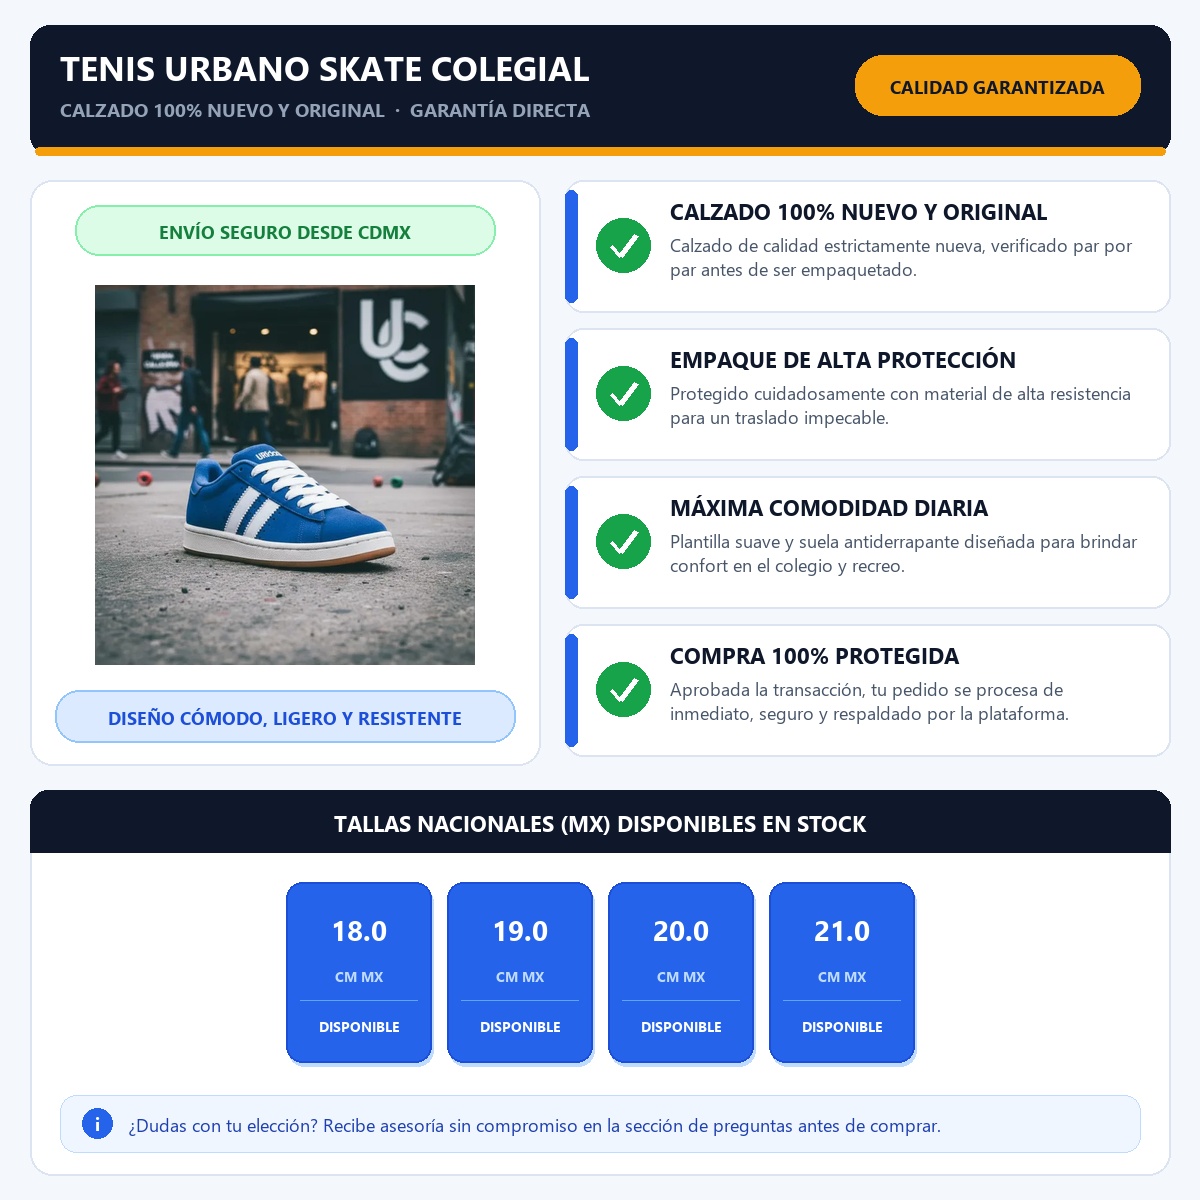 TENIS URBANO SKATE COLEGIAL
CALZADO 100% NUEVO Y ORIGINAL · GARANTÍA DIRECTA
CALIDAD GARANTIZADA
ENVÍO SEGURO DESDE CDMX
UC
DISEÑO CÓMODO, LIGERO Y RESISTENTE
CALZADO 100% NUEVO Y ORIGINAL
Calzado de calidad estrictamente nueva, verificado par por
par antes de ser empaquetado.
EMPAQUE DE ALTA PROTECCIÓN
Protegido cuidadosamente con material de alta resistencia
para un traslado impecable.
MÁXIMA COMODIDAD DIARIA
Plantilla suave y suela antiderrapante diseñada para brindar
confort en el colegio y recreo.
COMPRA 100% PROTEGIDA
Aprobada la transacción, tu pedido se procesa de
inmediato, seguro y respaldado por la plataforma.
TALLAS NACIONALES (MX) DISPONIBLES EN STOCK
18.0 19.0 20.0 21.0
CM MX CM MX CM MX CM MX
DISPONIBLE DISPONIBLE DISPONIBLE DISPONIBLE
i ¿Dudas con tu elección? Recibe asesoría sin compromiso en la sección de preguntas antes de comprar.